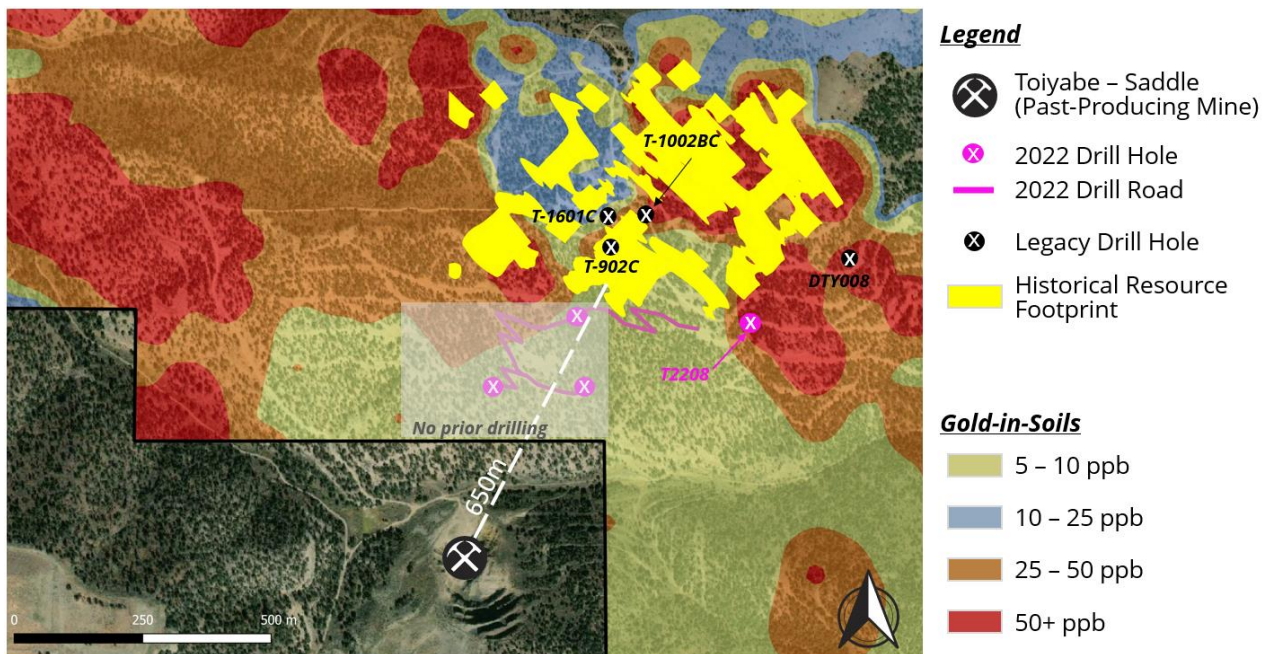 Legend
Toiyabe – Saddle
(Past-Producing Mine)
X 2022 Drill Hole
2022 Drill Road
X Legacy Drill Hole
Historical Resource
Footprint
Gold-in-Soils
5 – 10 ppb
10 – 25 ppb
25 – 50 ppb
50+ ppb
T-1002BC
X
T-1601C X
X
T-902C
X
DTY008
X
X
T2208
X
X
No prior drilling
650m
0 250 500 m